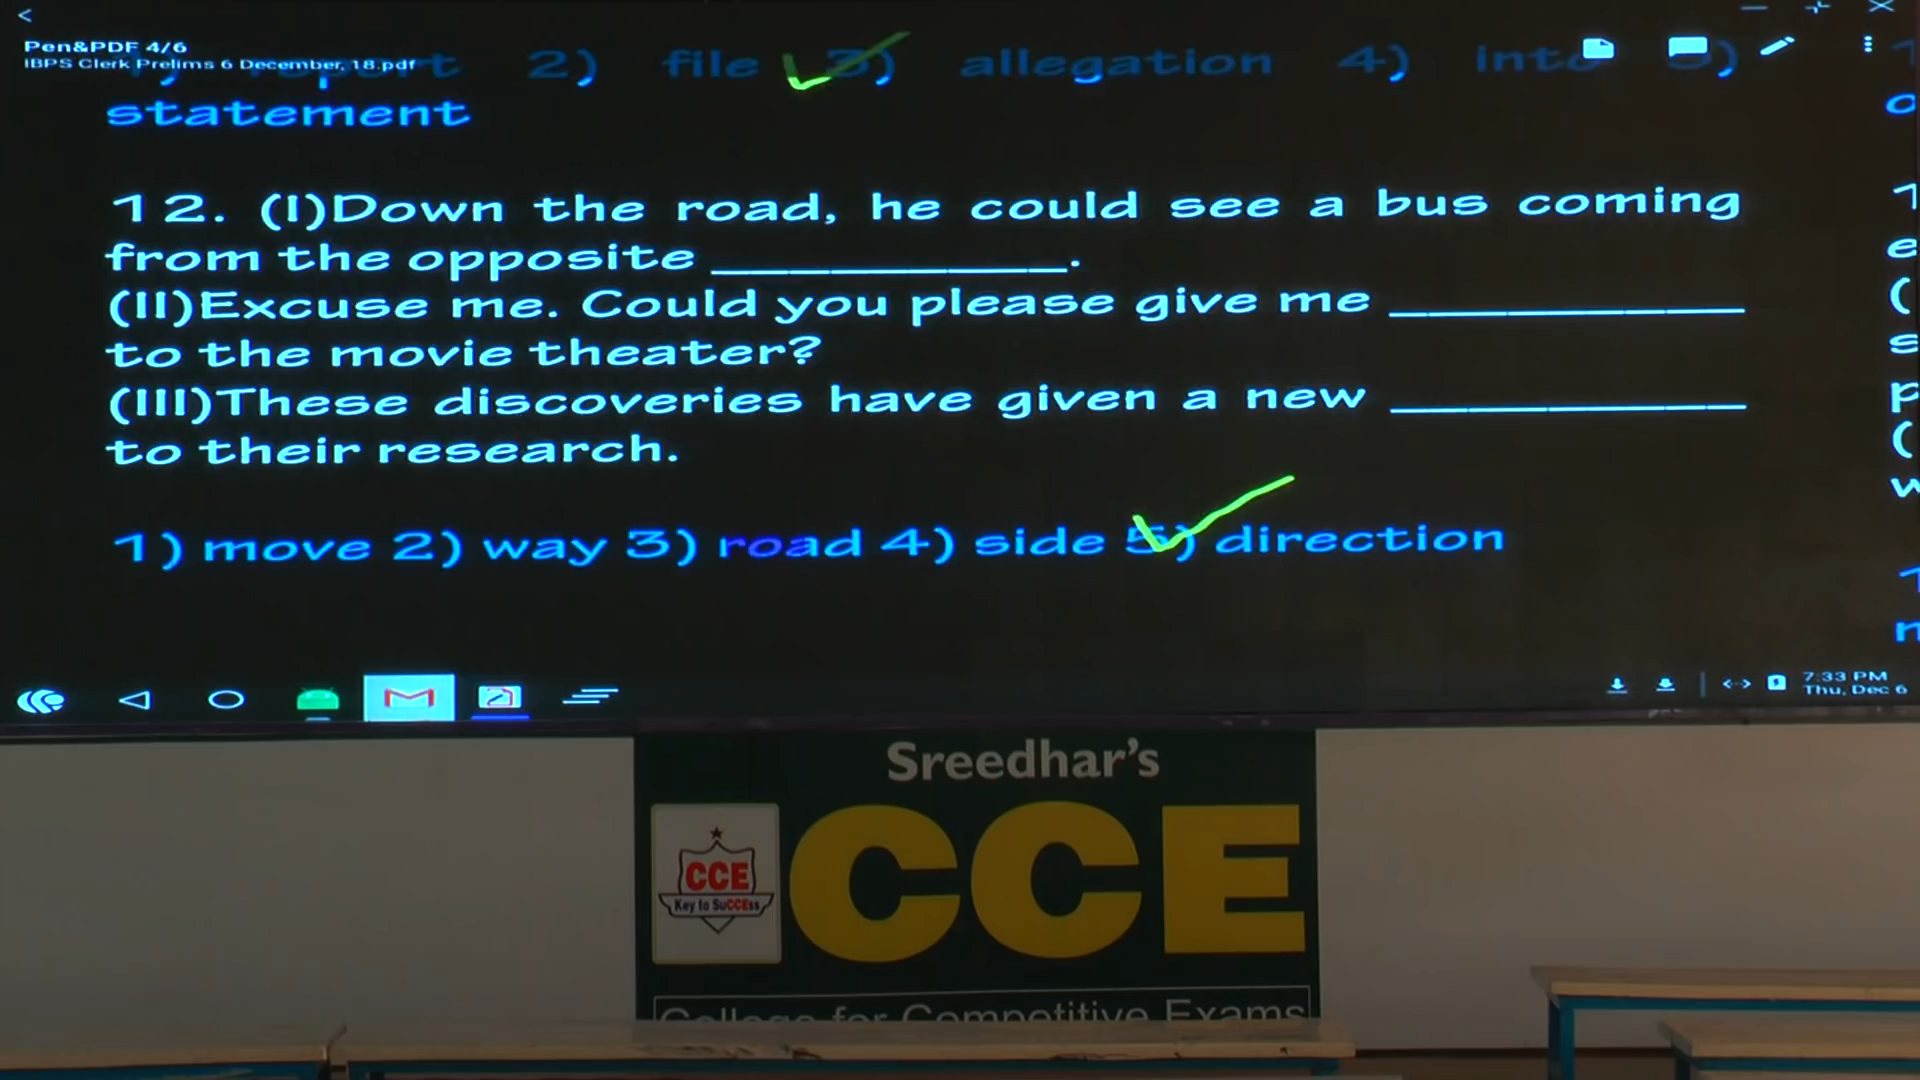 <
Pen&PDF 4/6
IBPS Clerk Prelims 6 December, 18.pdf
1) report 2) file 3) allegation 4) into 5)
statement
12. (I)Down the road, he could see a bus coming
from the opposite ____________.
(II)Excuse me. Could you please give me ____________
to the movie theater?
(III)These discoveries have given a new ____________
to their research.
1) move 2) way 3) road 4) side 5) direction
7:33 PM
Thu, Dec 6
Sreedhar's
CCE
CCE
Key to SuCCEss
College for Competitive Exams